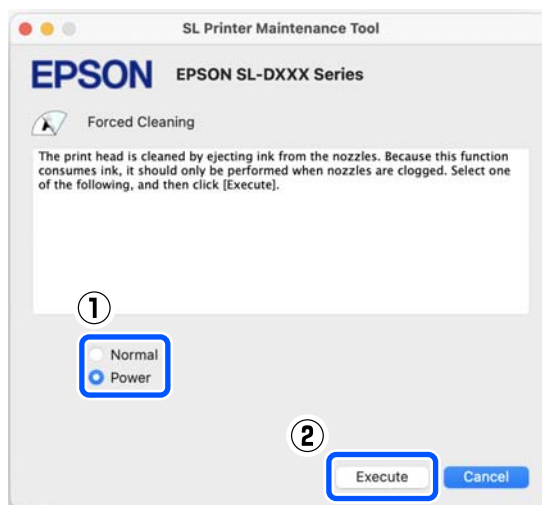 SL Printer Maintenance Tool
EPSON EPSON SL-DXXX Series
Forced Cleaning
The print head is cleaned by ejecting ink from the nozzles. Because this function
consumes ink, it should only be performed when nozzles are clogged. Select one
of the following, and then click [Execute].
①
Normal
Power
②
Execute Cancel